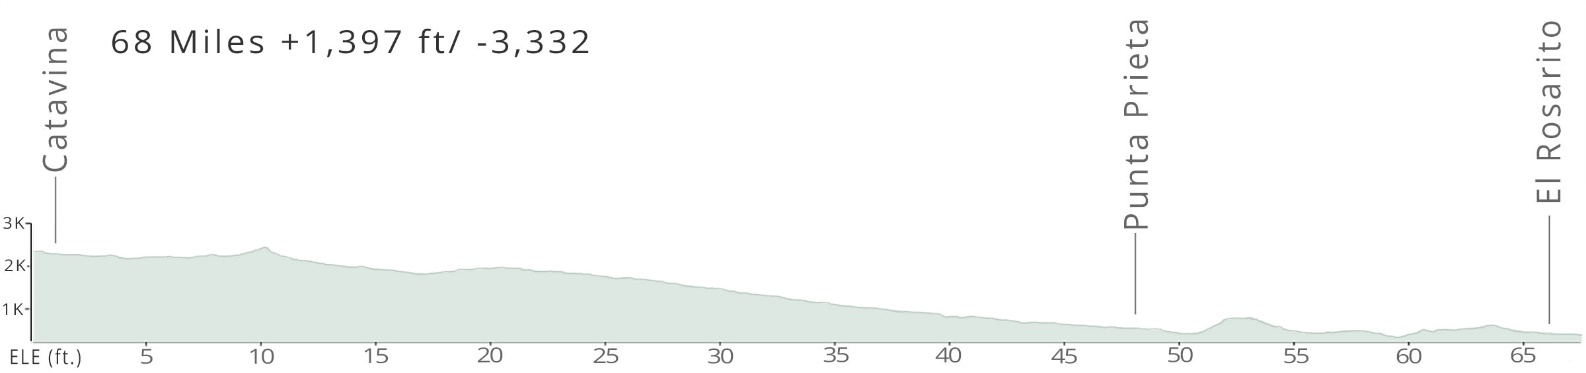 Catavina
68 Miles +1,397 ft/ -3,332
Punta Prieta
El Rosarito
3K
2K
1K
ELE (ft.)
5 10 15 20 25 30 35 40 45 50 55 60 65